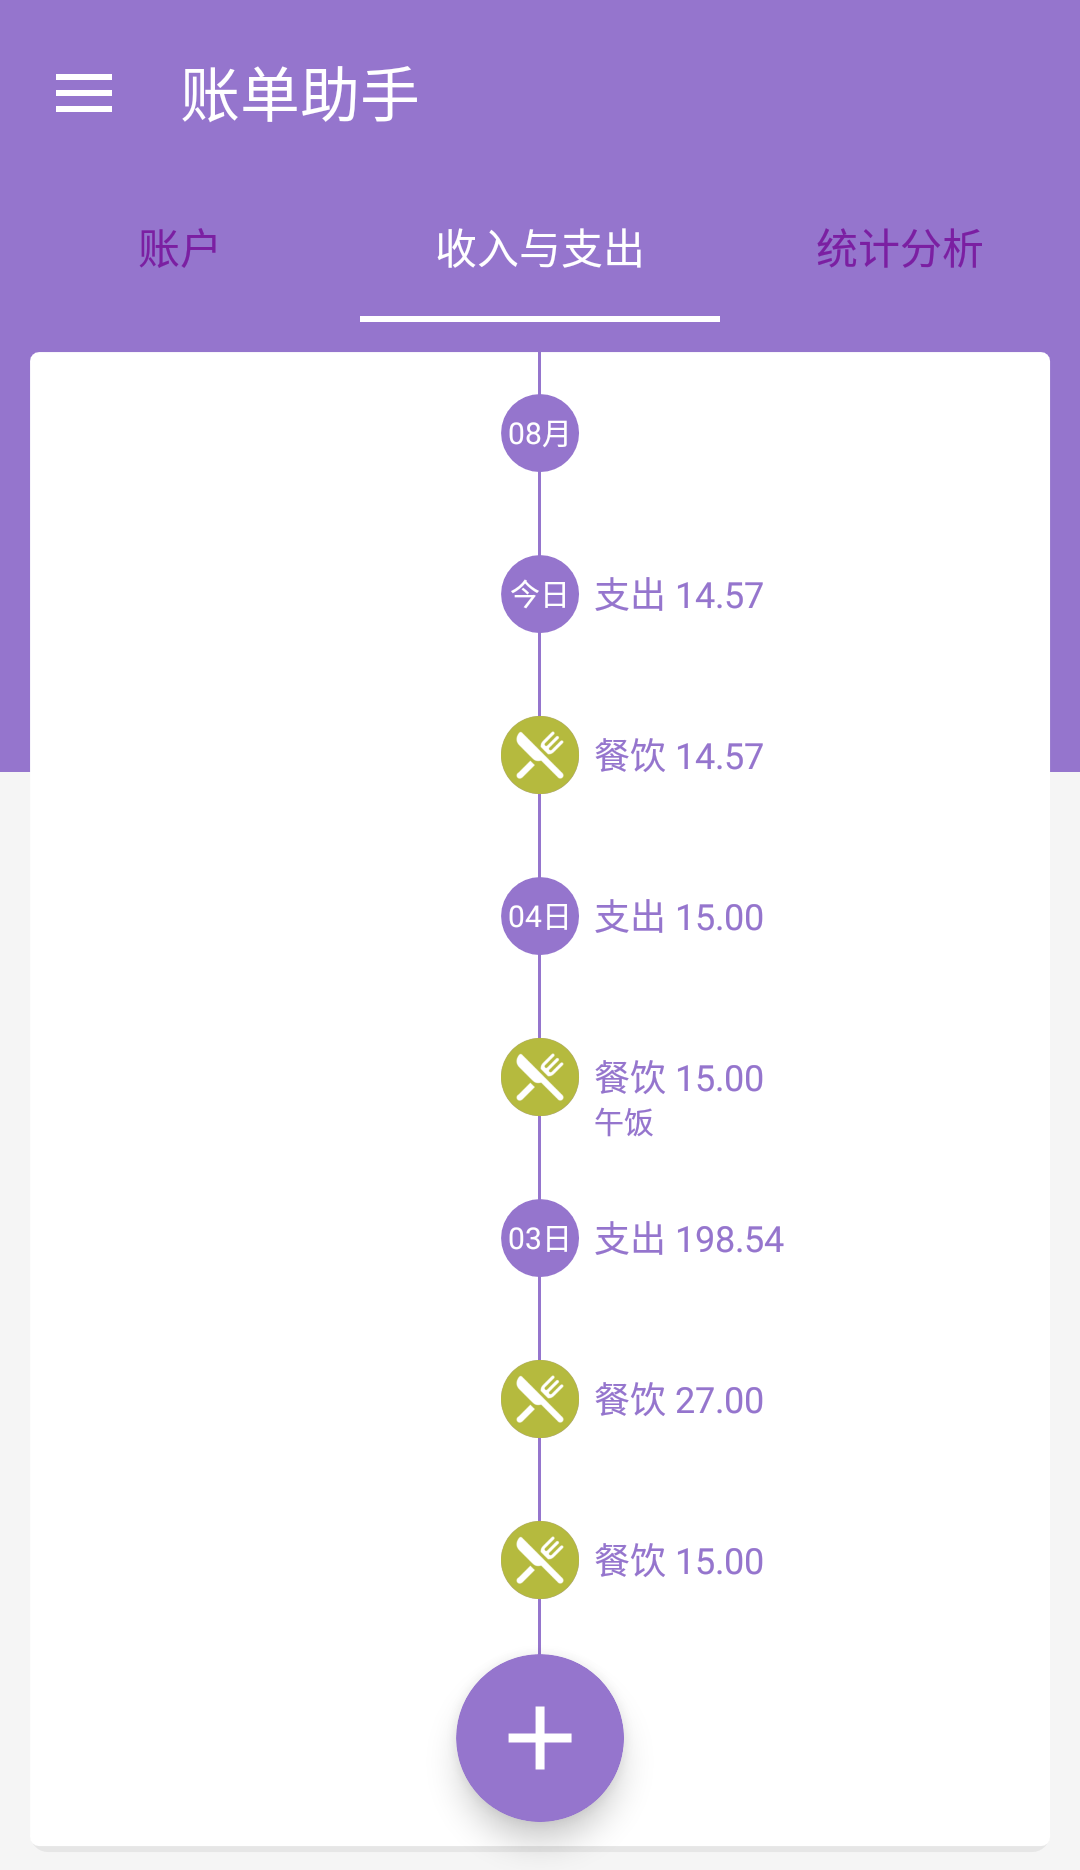 账单助手
账户 收入与支出 统计分析
08月
今日 支出 14.57
餐饮 14.57
04日 支出 15.00
餐饮 15.00
午饭
03日 支出 198.54
餐饮 27.00
餐饮 15.00